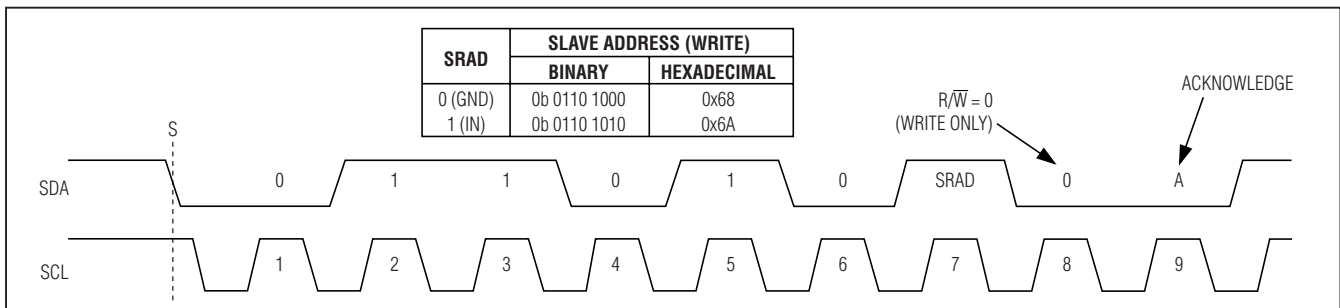 SRAD SLAVE ADDRESS (WRITE)
BINARY HEXADECIMAL
0 (GND) 0b 0110 1000 0x68
1 (IN) 0b 0110 1010 0x6A
R/W̅ = 0
(WRITE ONLY)
ACKNOWLEDGE
S
SDA 0 1 1 0 1 0 SRAD 0 A
SCL 1 2 3 4 5 6 7 8 9